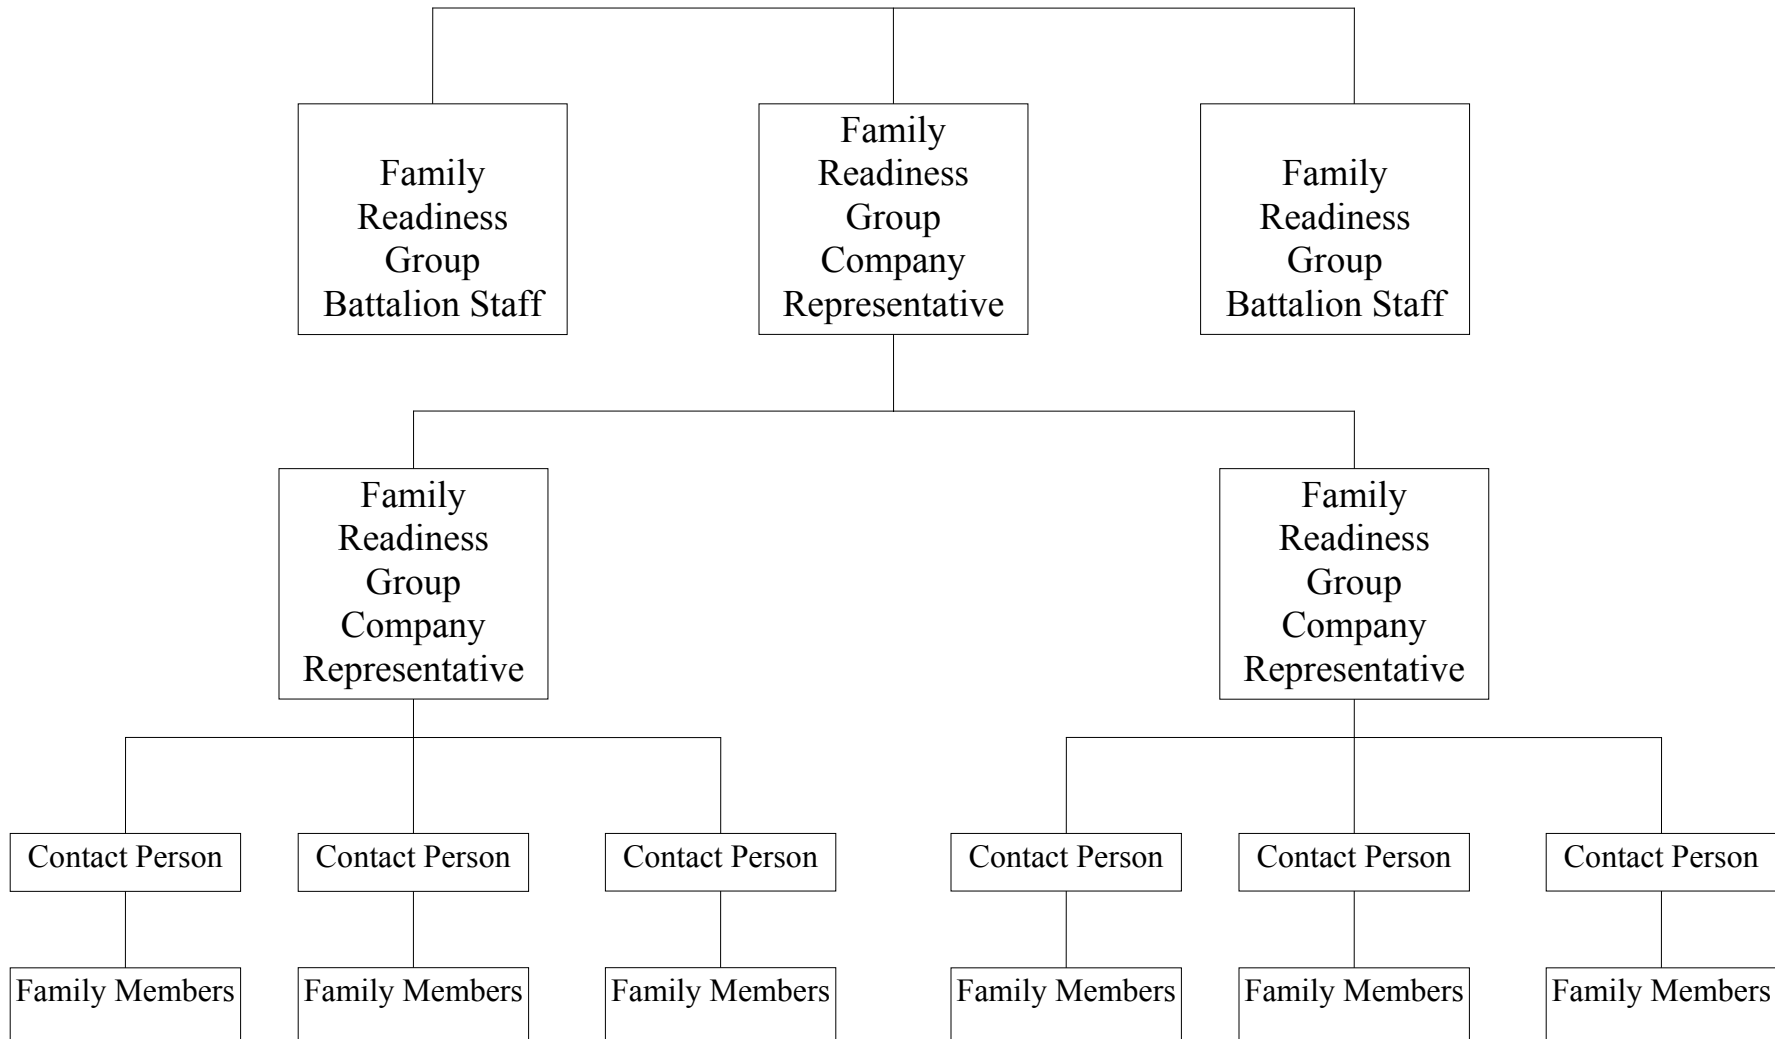 Family
Readiness
Group
Battalion Staff
Family
Readiness
Group
Company
Representative
Family
Readiness
Group
Battalion Staff
Family
Readiness
Group
Company
Representative
Family
Readiness
Group
Company
Representative
Contact Person
Contact Person
Contact Person
Contact Person
Contact Person
Contact Person
Family Members
Family Members
Family Members
Family Members
Family Members
Family Members